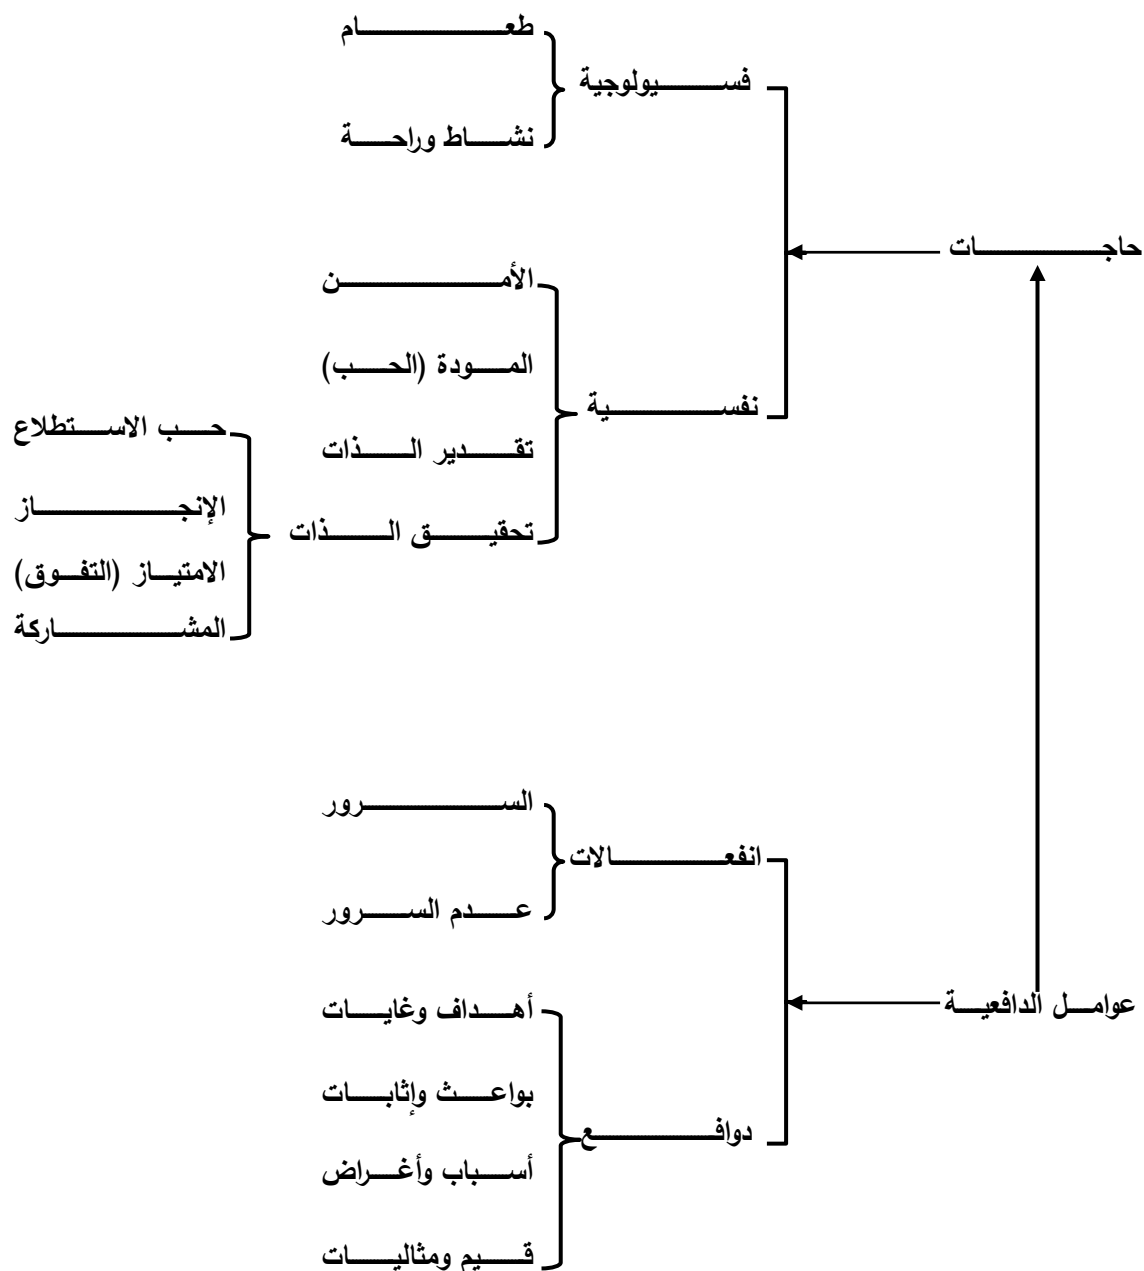 طعام
فسيولوجية
نشاط وراحة
حاجات
الأمن
المودة (الحب)
نفسية
حب الاستطلاع
تقدير الذات
الإنجاز
تحقيق الذات
الامتياز (التفوق)
المشاركة
السرور
انفعالات
عدم السرور
عوامل الدافعية
أهداف وغايات
بواعث وإثابات
دوافع
أسباب وأغراض
قيم ومثاليات